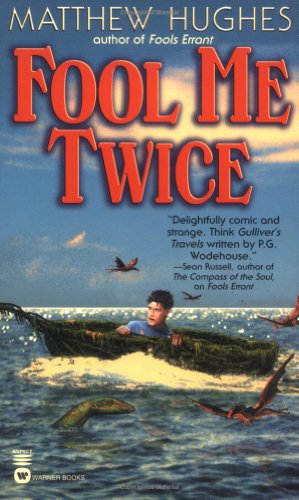 MATTHEW HUGHES
author of Fools Errant
FOOL ME
TWICE
"Delightfully comic and
strange. Think Gulliver's
Travels written by P.G.
Wodehouse."
—Sean Russell, author of
The Compass of the Soul,
on Fools Errant
ASPECT
WARNER BOOKS